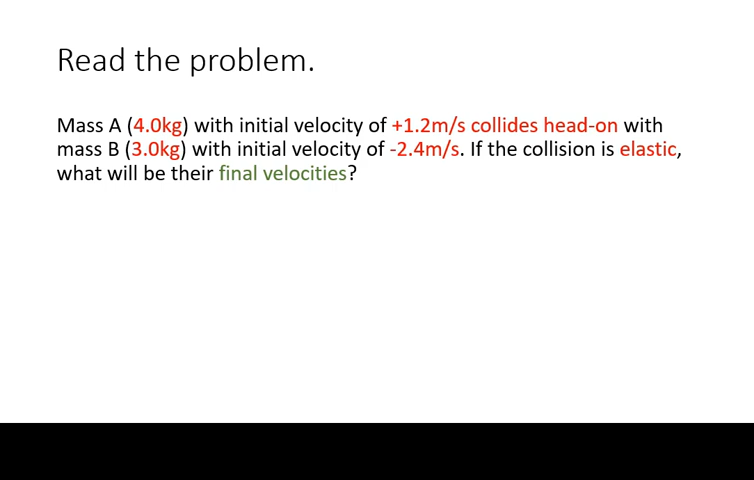 Read the problem.
Mass A (4.0kg) with initial velocity of +1.2m/s collides head-on with
mass B (3.0kg) with initial velocity of -2.4m/s. If the collision is elastic,
what will be their final velocities?